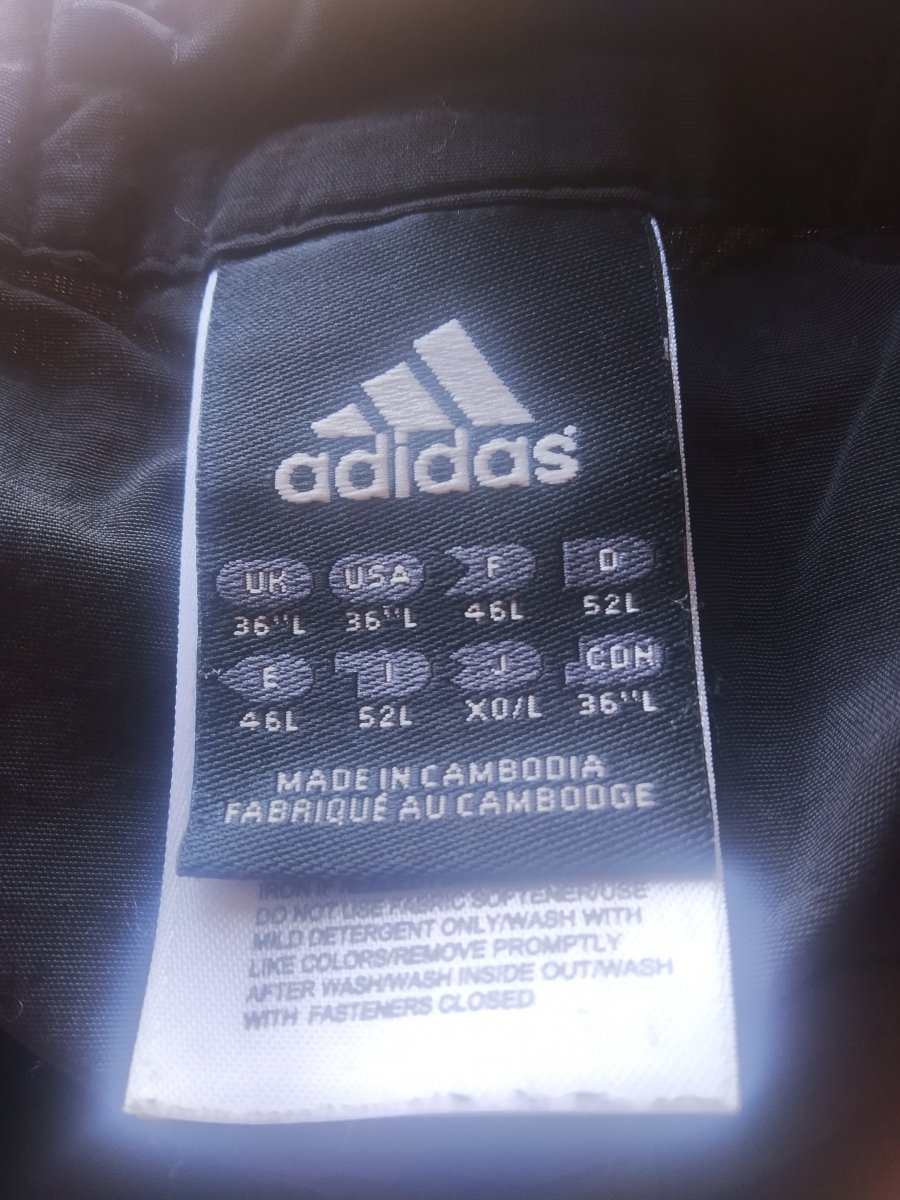 adidas
UK USA F D
36"L 36"L 46L 52L
E I J CDN
46L 52L XO/L 36"L
MADE IN CAMBODIA
FABRIQUÉ AU CAMBODGE
IRON IF
DO NOT USE FABRIC SOFTENER/USE
MILD DETERGENT ONLY/WASH WITH
LIKE COLORS/REMOVE PROMPTLY
AFTER WASH/WASH INSIDE OUT/WASH
WITH FASTENERS CLOSED